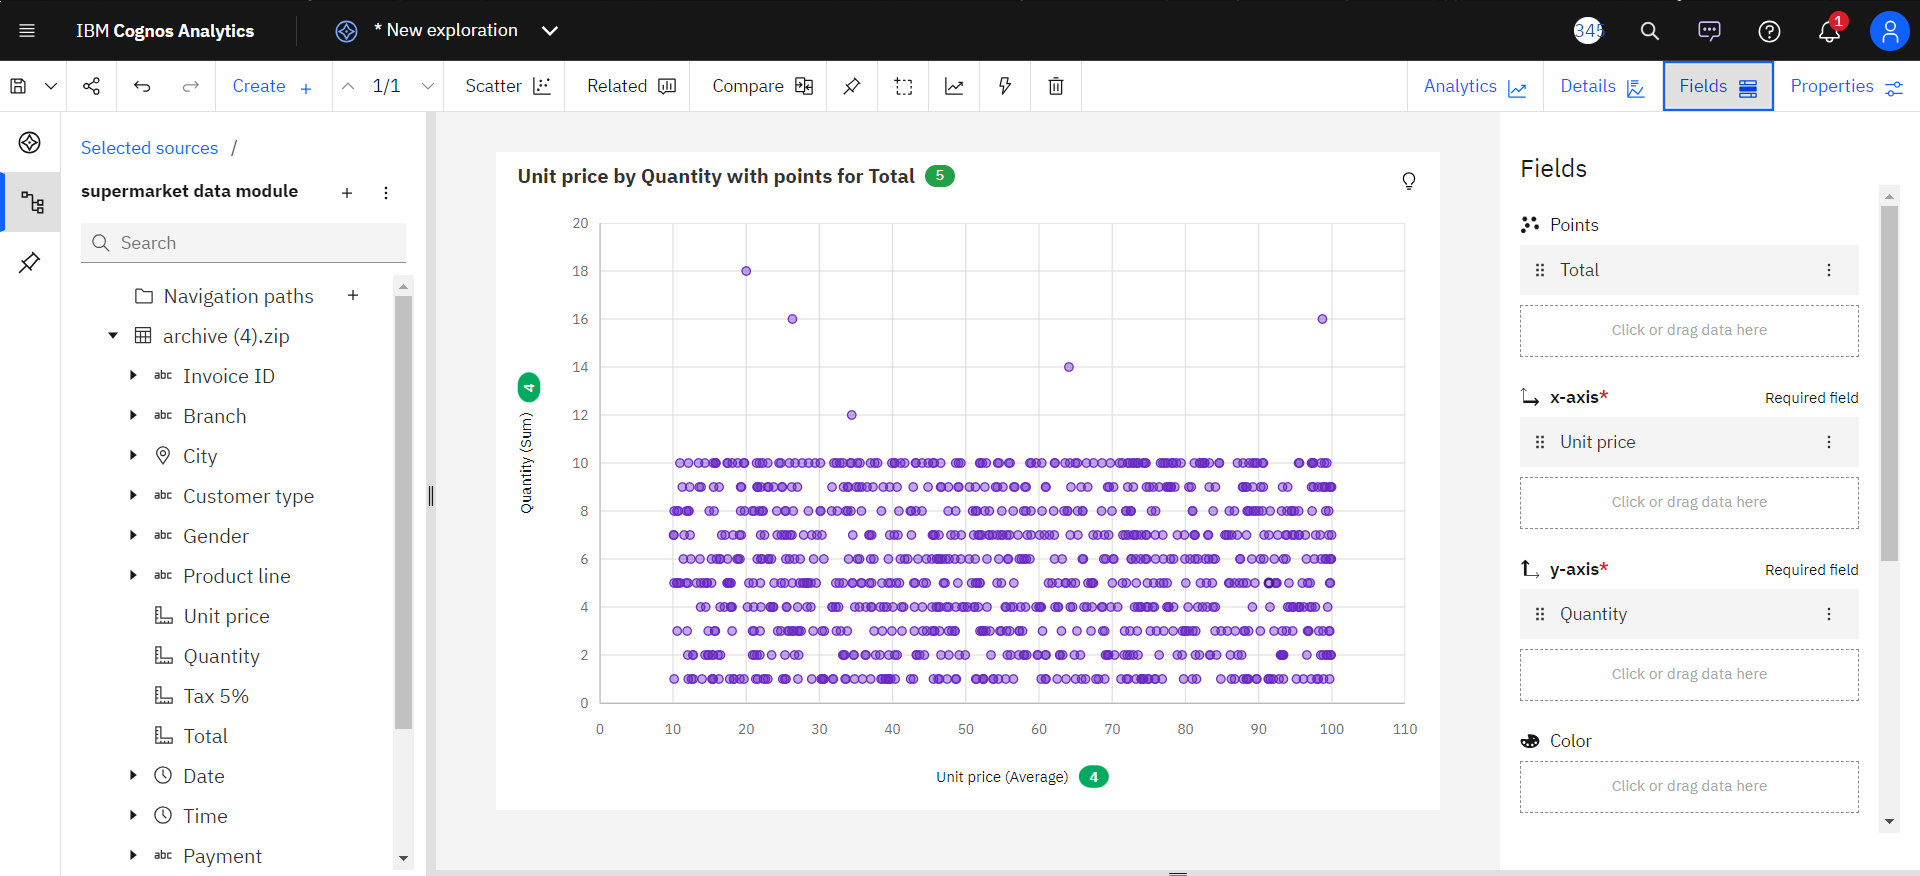 IBM Cognos Analytics
* New exploration
345
1
Create
1/1
Scatter
Related
Compare
Analytics
Details
Fields
Properties
Selected sources /
supermarket data module
Search
Navigation paths
archive (4).zip
abc Invoice ID
abc Branch
City
abc Customer type
abc Gender
abc Product line
Unit price
Quantity
Tax 5%
Total
Date
Time
abc Payment
Unit price by Quantity with points for Total 5
20
18
16
14
12
10
8
6
4
2
0
Quantity (Sum) 4
0 10 20 30 40 50 60 70 80 90 100 110
Unit price (Average) 4
Fields
Points
Total
Click or drag data here
x-axis* Required field
Unit price
Click or drag data here
y-axis* Required field
Quantity
Click or drag data here
Color
Click or drag data here